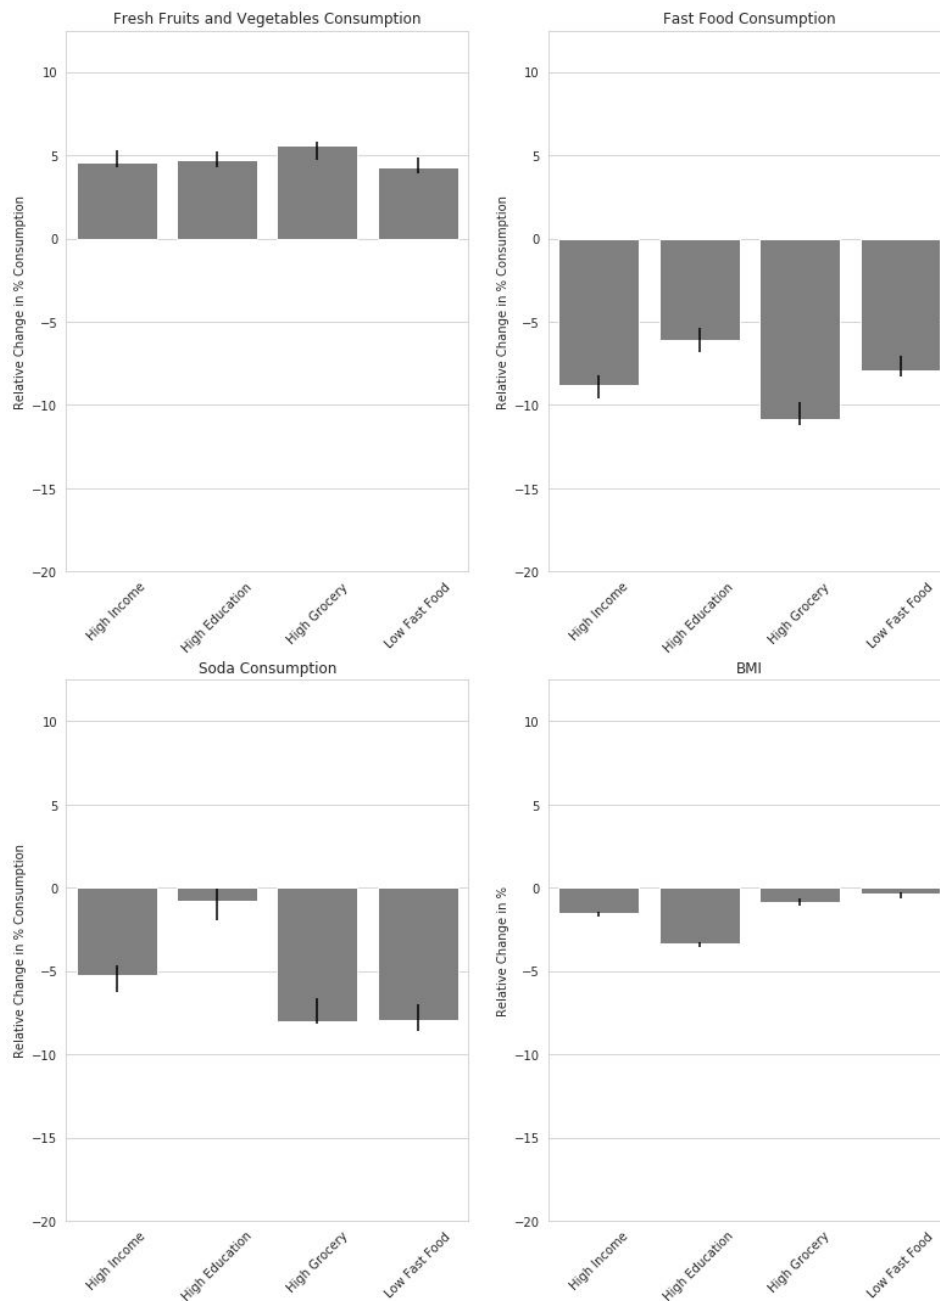 Fresh Fruits and Vegetables Consumption
Relative Change in % Consumption
10
5
0
−5
−10
−15
−20
High Income
High Education
High Grocery
Low Fast Food
Fast Food Consumption
Relative Change in % Consumption
10
5
0
−5
−10
−15
−20
High Income
High Education
High Grocery
Low Fast Food
Soda Consumption
Relative Change in % Consumption
10
5
0
−5
−10
−15
−20
High Income
High Education
High Grocery
Low Fast Food
BMI
Relative Change in %
10
5
0
−5
−10
−15
−20
High Income
High Education
High Grocery
Low Fast Food